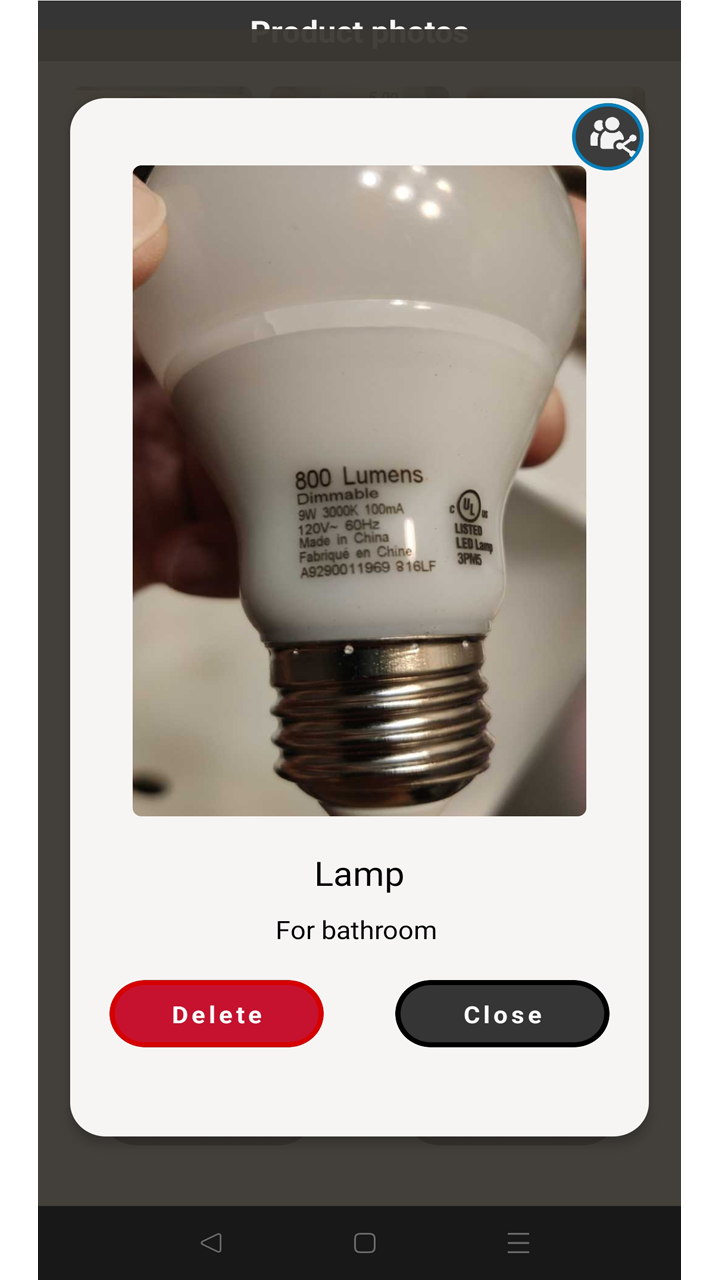 Product photos
800 Lumens
Dimmable
9W 3000K 100mA
120V~ 60Hz
Made in China
Fabriqué en Chine
A9290011969 816LF
c UL us
LISTED
LED Lamp
3PM5
Lamp
For bathroom
Delete
Close